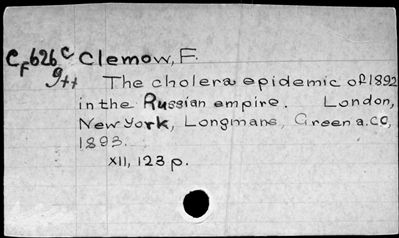 CF626c Clemow, F.
9tt The cholera epidemic of 1892
in the Russian empire. London,
New York, Longmans, Green a. Co,
1893.
XII, 123 p.